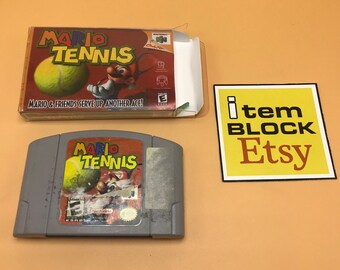 MARIO
TENNIS
MARIO & FRIENDS SERVE UP ANOTHER ACE!
E
item
BLOCK
Etsy
MARIO
TENNIS
E